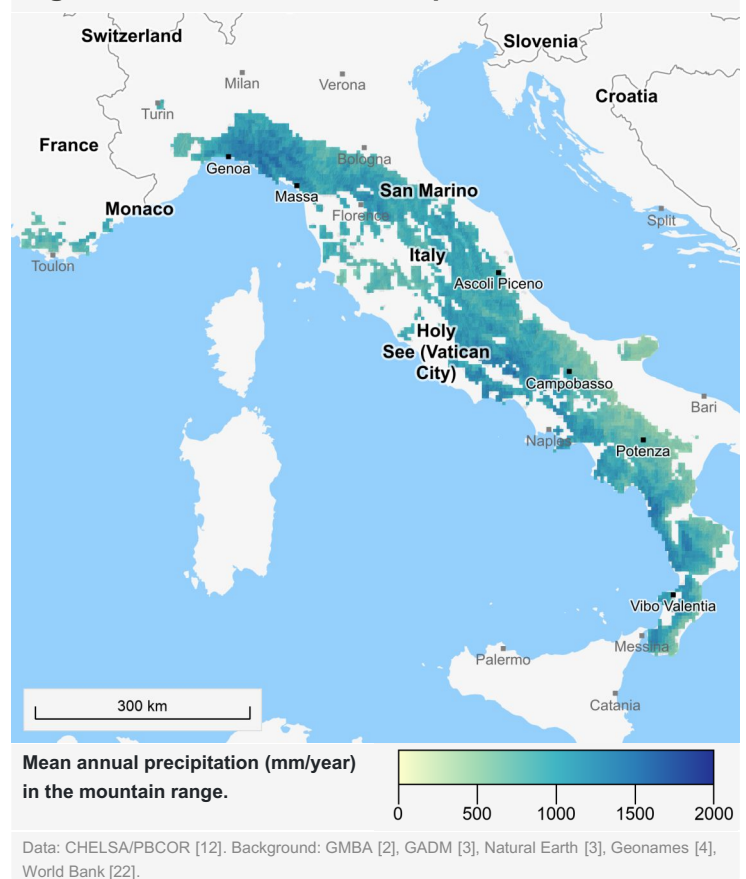 Switzerland
Slovenia
Milan
Verona
Croatia
Turin
France
Bologna
Genoa
San Marino
Massa
Monaco
Florence
Split
Italy
Toulon
Ascoli Piceno
Holy
See (Vatican
City)
Campobasso
Bari
Naples
Potenza
Vibo Valentia
Messina
Palermo
Catania
300 km
Mean annual precipitation (mm/year)
in the mountain range.
0 500 1000 1500 2000
Data: CHELSA/PBCOR [12]. Background: GMBA [2], GADM [3], Natural Earth [3], Geonames [4],
World Bank [22].